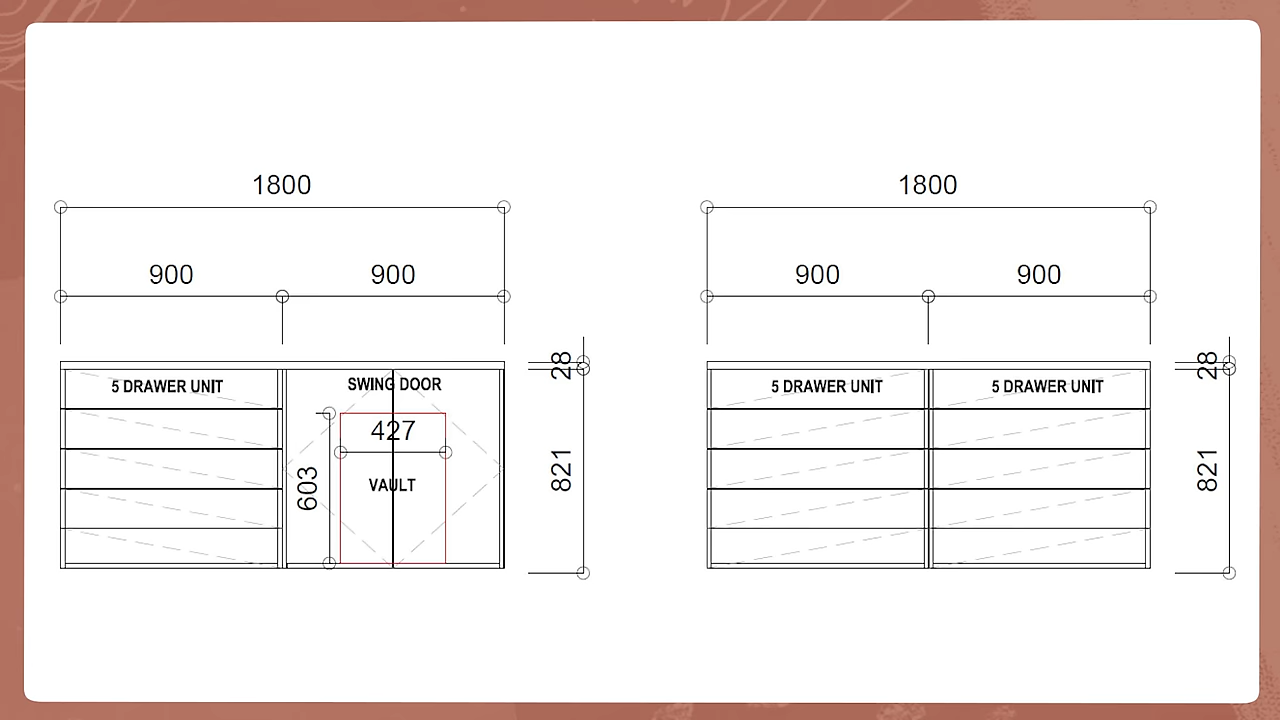 1800
900 900
28
5 DRAWER UNIT
SWING DOOR
427
603
VAULT
821
1800
900 900
28
5 DRAWER UNIT
5 DRAWER UNIT
821